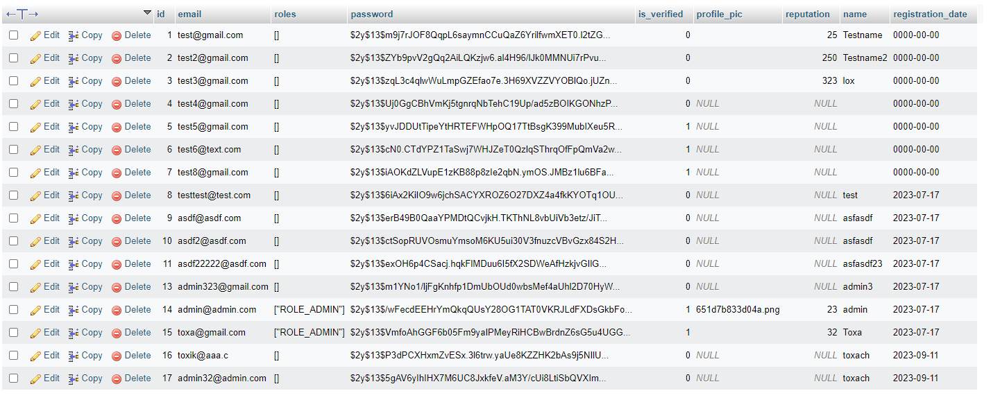 id email roles password is_verified profile_pic reputation name registration_date
Edit Copy Delete 1 test@gmail.com [] $2y$13$m9j7rJOF8QqpL6saymnCCuQaZ6YrilfwmXET0.I2tZG... 0 25 Testname 0000-00-00
Edit Copy Delete 2 test2@gmail.com [] $2y$13$ZYb9pvV2gQq2AiLQKzjw6.aI4H96/lJk0MMNUi7rPvu... 0 250 Testname2 0000-00-00
Edit Copy Delete 3 test3@gmail.com [] $2y$13$zqL3c4qlwWuLmpGZEfao7e.3H69XVZZVYOBlQo.jUZn... 0 323 lox 0000-00-00
Edit Copy Delete 4 test4@gmail.com [] $2y$13$Uj0GgCBhVmKj5tgnrqNbTehC19Up/ad5zBOlKGONhzP... 0 NULL NULL 0000-00-00
Edit Copy Delete 5 test5@gmail.com [] $2y$13$yvJDDUtTipeYtHRTEFWHpOQ17TtBsgK399MublXeu5R... 1 NULL NULL 0000-00-00
Edit Copy Delete 6 test6@text.com [] $2y$13$cN0.CTdYPZ1TaSwj7WHJZeT0QzlqSThrqOfFpQmVa2w... 1 NULL NULL 0000-00-00
Edit Copy Delete 7 test8@gmail.com [] $2y$13$iAOKdZLVupE1zKB88p8zIe2qbN.ymOS.JMBz1lu6BFa... 1 NULL NULL 0000-00-00
Edit Copy Delete 8 testtest@test.com [] $2y$13$6iAx2KiIO9w6jchSACYXROZ6O27DXZ4a4fkKYOTq1OU... 0 NULL NULL test 2023-07-17
Edit Copy Delete 9 asdf@asdf.com [] $2y$13$erB49B0QaaYPMDtQCvjkH.TKThNL8vbUiVb3etz/JiT... 0 NULL NULL asfasdf 2023-07-17
Edit Copy Delete 10 asdf2@asdf.com [] $2y$13$ctSopRUVOsmuYmsoM6KU5ui30V3fnuzcVBvGzx84S2H... 0 NULL NULL asfasdf 2023-07-17
Edit Copy Delete 11 asdf22222@asdf.com [] $2y$13$exOH6p4CSacj.hqkFlMDuu6I5fX2SDWeAfHzkjvGlIG... 0 NULL NULL asfasdf23 2023-07-17
Edit Copy Delete 13 admin323@gmail.com [] $2y$13$m1YNo1/ljFgKnhfp1DmUbOUd0wbsMef4aUhl2D70HyW... 0 NULL NULL admin3 2023-07-17
Edit Copy Delete 14 admin@admin.com ["ROLE_ADMIN"] $2y$13$/wFecdEEHrYmQkqQUsY28OG1TAT0VKRJLdFXDsGkbFo... 1 651d7b833d04a.png 23 admin 2023-07-17
Edit Copy Delete 15 toxa@gmail.com ["ROLE_ADMIN"] $2y$13$VmfoAhGGF6b05Fm9yaIPMeyRiHCBwBrdnZ6sG5u4UGG... 1 32 Toxa 2023-07-17
Edit Copy Delete 16 toxik@aaa.c [] $2y$13$P3dPCXHxmZvESx.3l6trw.yaUe8KZZHK2bAs9j5NllU... 0 NULL NULL toxach 2023-09-11
Edit Copy Delete 17 admin32@admin.com [] $2y$13$5gAV6yIhIHX7M6UC8JxkfeV.aM3Y/cUi8LtiSbQVXlm... 0 NULL NULL toxach 2023-09-11